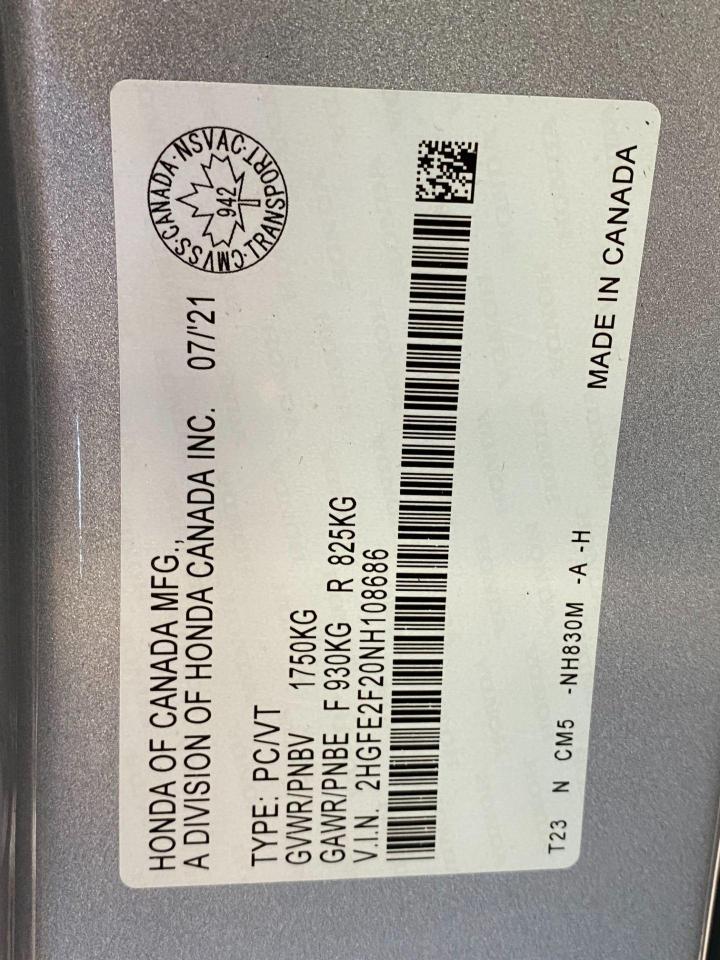 HONDA OF CANADA MFG.,
A DIVISION OF HONDA CANADA INC. 07/'21
CMVSS·CANADA·NSVAC·TRANSPORT
942
TYPE: PC/VT
GVWR/PNBV 1750KG
GAWR/PNBE F 930KG R 825KG
V.I.N. 2HGFE2F20NH108686
T23 N CM5 -NH830M -A -H
MADE IN CANADA